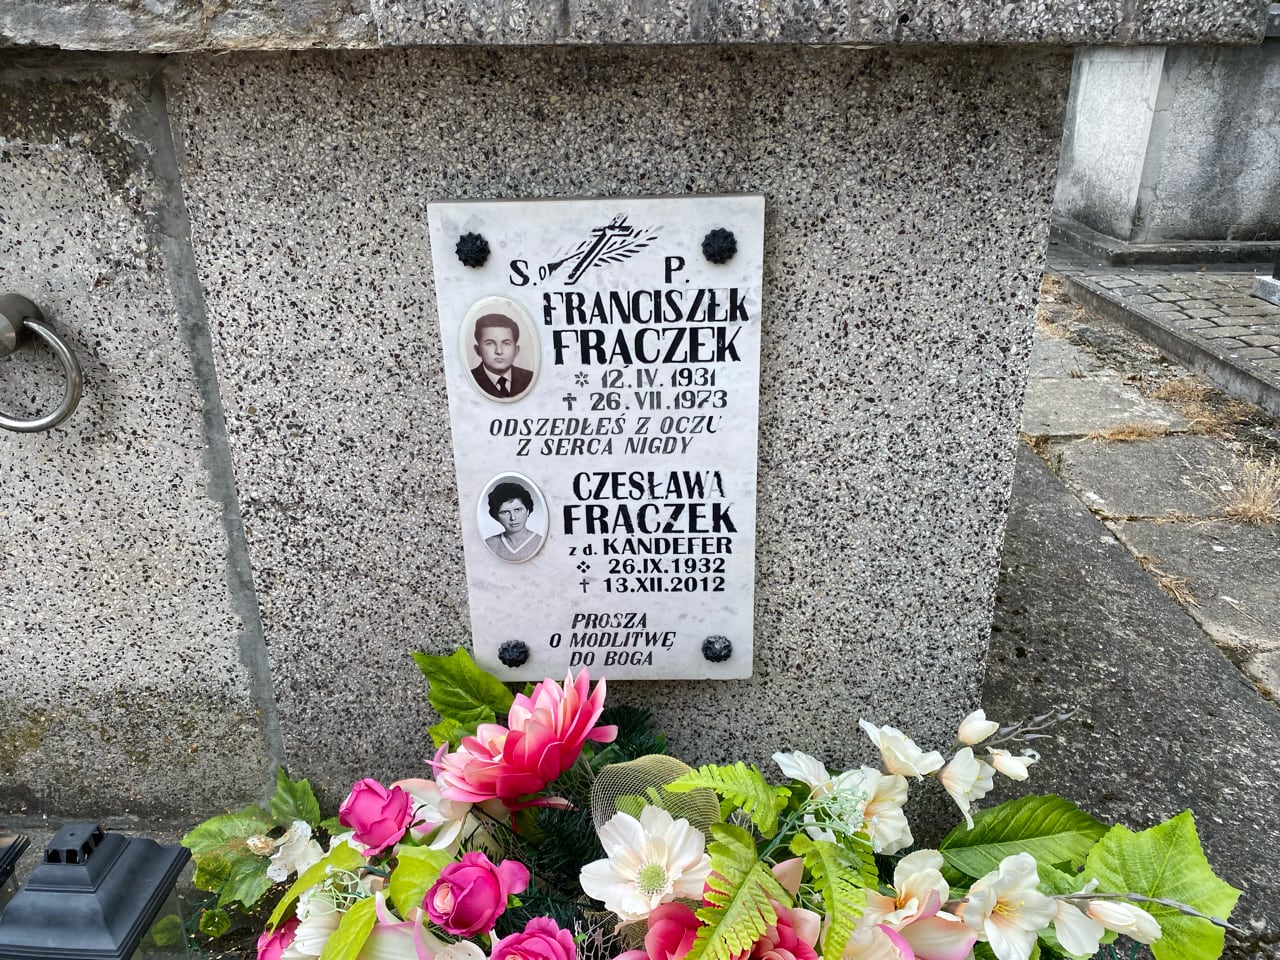 S. P.
FRANCISZEK
FRĄCZEK
* 12.IV.1931
✝ 26.VII.1973
ODSZEDŁEŚ Z OCZU
Z SERCA NIGDY
CZESŁAWA
FRĄCZEK
z d. KANDEFER
❖ 26.IX.1932
✝ 13.XII.2012
PROSZĄ
O MODLITWĘ
DO BOGA